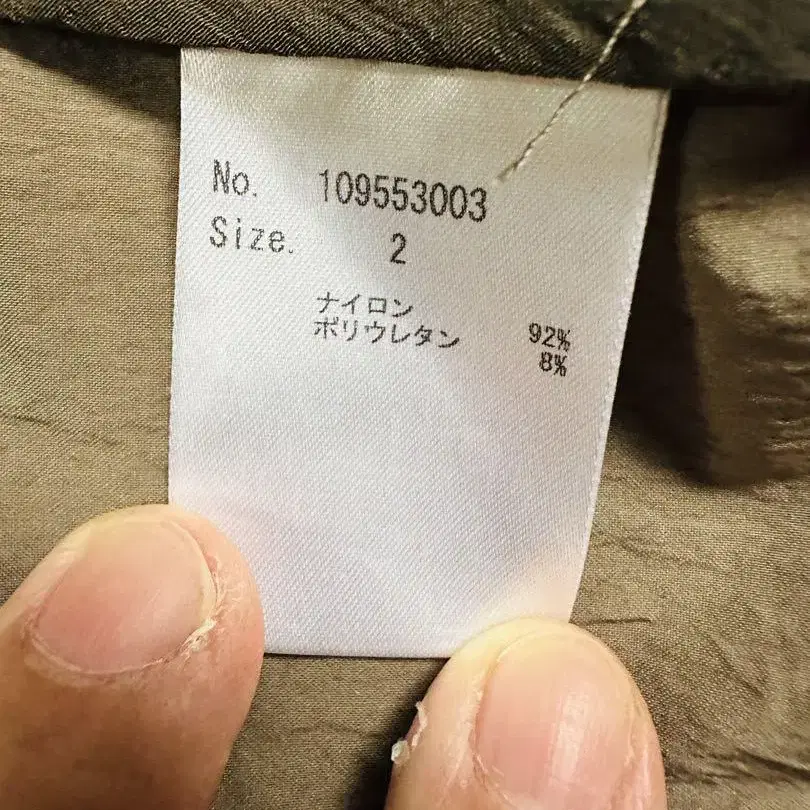 No. 109553003
Size. 2
ナイロン 92%
ポリウレタン 8%